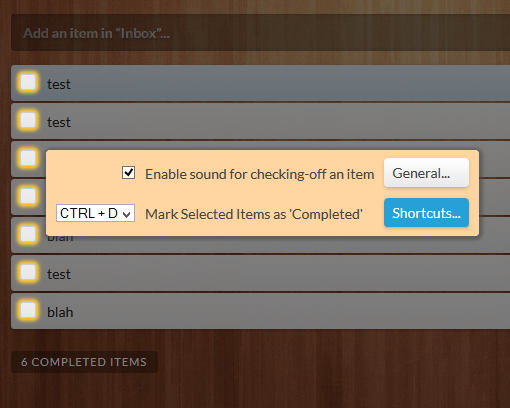 Add an item in “Inbox”...
test
test
Enable sound for checking-off an item General...
CTRL + D Mark Selected Items as 'Completed' Shortcuts...
blah
test
blah
6 COMPLETED ITEMS